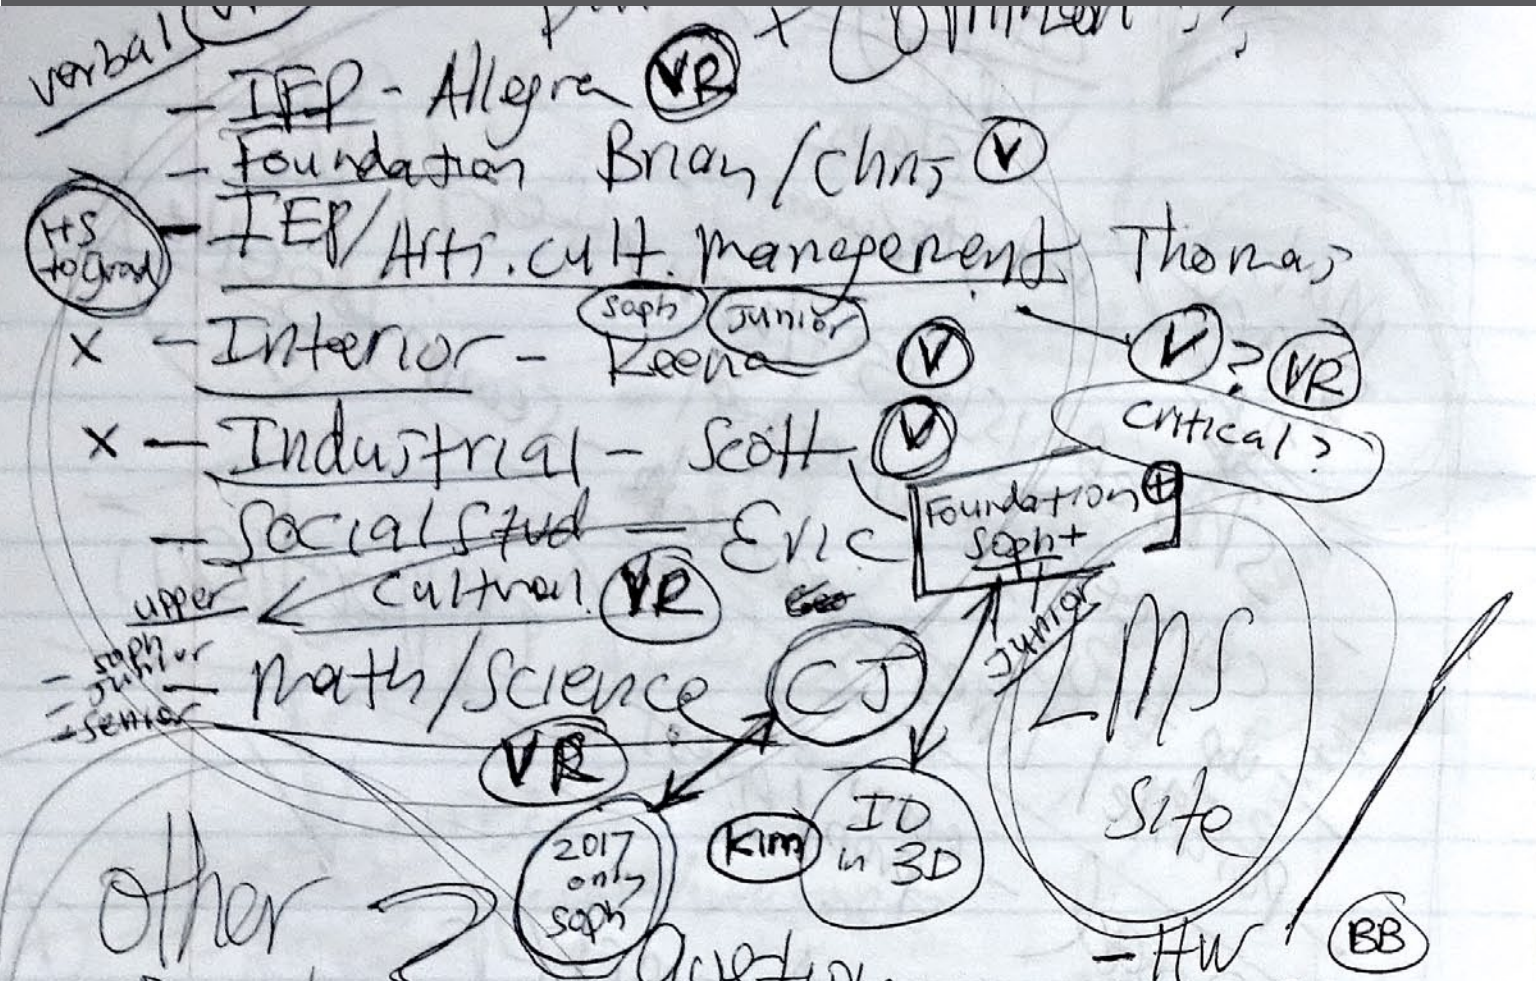 verbal
- IEP - Allegra VR
- Foundation Brian/Chris V
HS to grad
- IEP/Arts. cult. management Thomas
soph junior
x - Interior - Keena V V? VR
critical?
x - Industrial - Scott V
Foundation +
soph+
junior
- Social Stud - Eric
cultural VR
upper
- soph
- junior
- senior
- math/science CJ
VR
LMS
site
2017
only
soph
Kim
ID
in 3D
other
- HW
BB